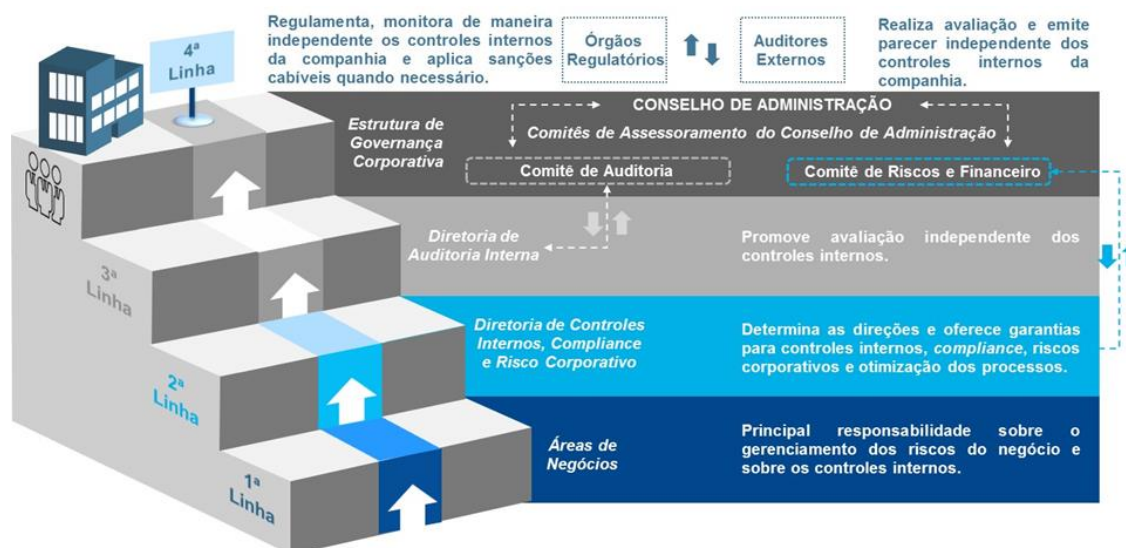 Regulamenta, monitora de maneira
independente os controles internos
da companhia e aplica sanções
cabíveis quando necessário.
Órgãos
Regulatórios
Auditores
Externos
Realiza avaliação e emite
parecer independente dos
controles internos da
companhia.
4ª
Linha
Estrutura de
Governança
Corporativa
CONSELHO DE ADMINISTRAÇÃO
Comitês de Assessoramento do Conselho de Administração
Comitê de Auditoria
Comitê de Riscos e Financeiro
3ª
Linha
Diretoria de
Auditoria Interna
Promove avaliação independente dos
controles internos.
2ª
Linha
Diretoria de Controles
Internos, Compliance
e Risco Corporativo
Determina as direções e oferece garantias
para controles internos, compliance, riscos
corporativos e otimização dos processos.
1ª
Linha
Áreas de
Negócios
Principal responsabilidade sobre o
gerenciamento dos riscos do negócio e
sobre os controles internos.